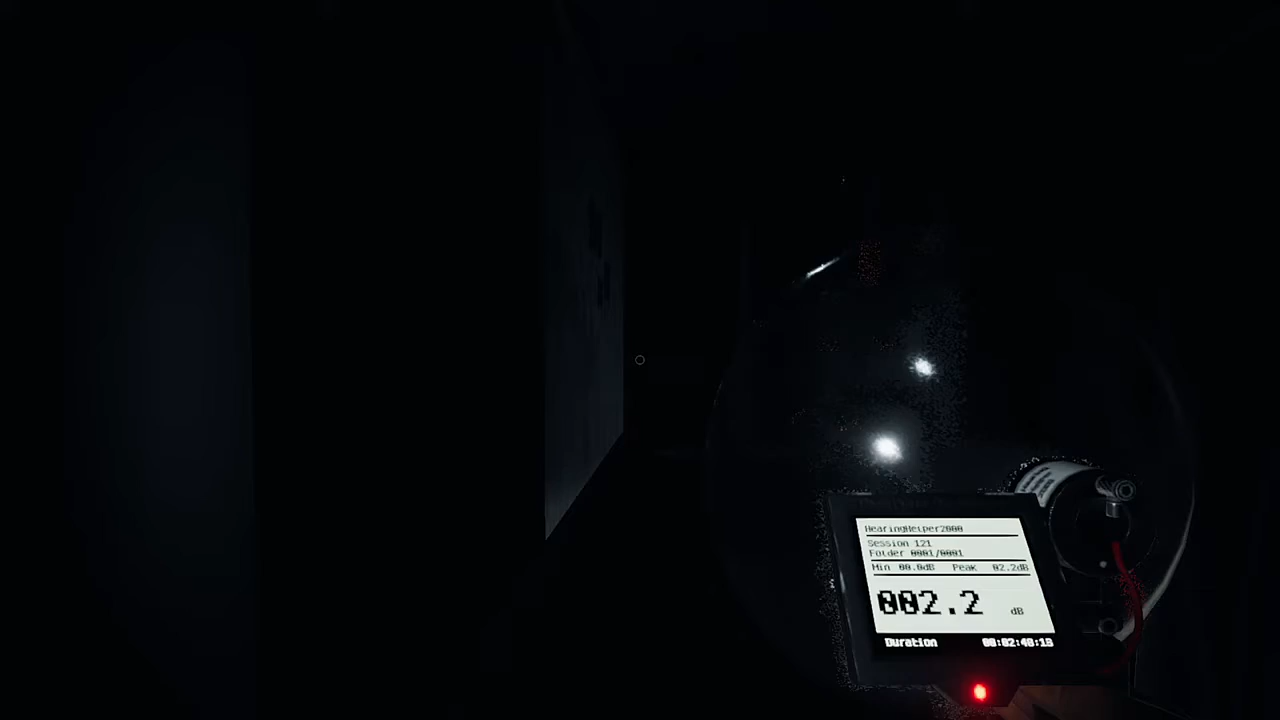 HearingHelper2000
Session 121
Folder 0001/0001
Min 00.0dB Peak 02.2dB
002.2 dB
Duration 00:02:40:15